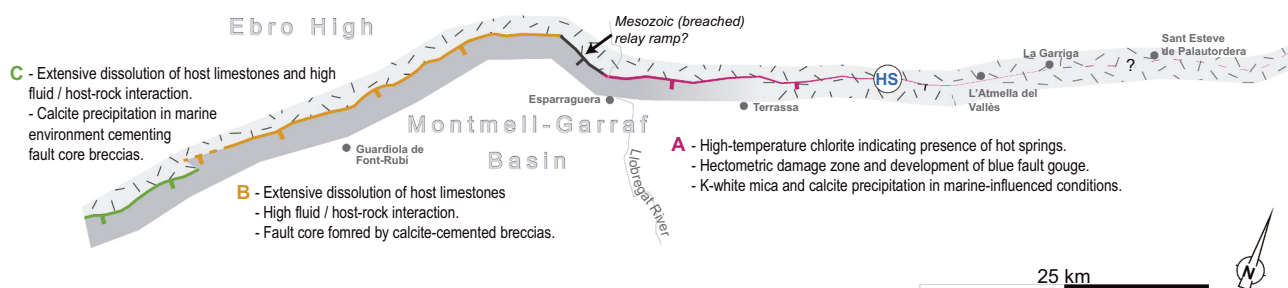 Ebro High
Mesozoic (breached)
relay ramp?
Sant Esteve
de Palautordera
La Garriga
?
HS
L'Atmella del
Vallès
C - Extensive dissolution of host limestones and high
fluid / host-rock interaction.
- Calcite precipitation in marine
environment cementing
fault core breccias.
Esparraguera
Terrassa
Montmell-Garraf
Basin
Guardiola de
Font-Rubí
Llobregat River
A - High-temperature chlorite indicating presence of hot springs.
- Hectometric damage zone and development of blue fault gouge.
- K-white mica and calcite precipitation in marine-influenced conditions.
B - Extensive dissolution of host limestones
- High fluid / host-rock interaction.
- Fault core fomred by calcite-cemented breccias.
25 km
N